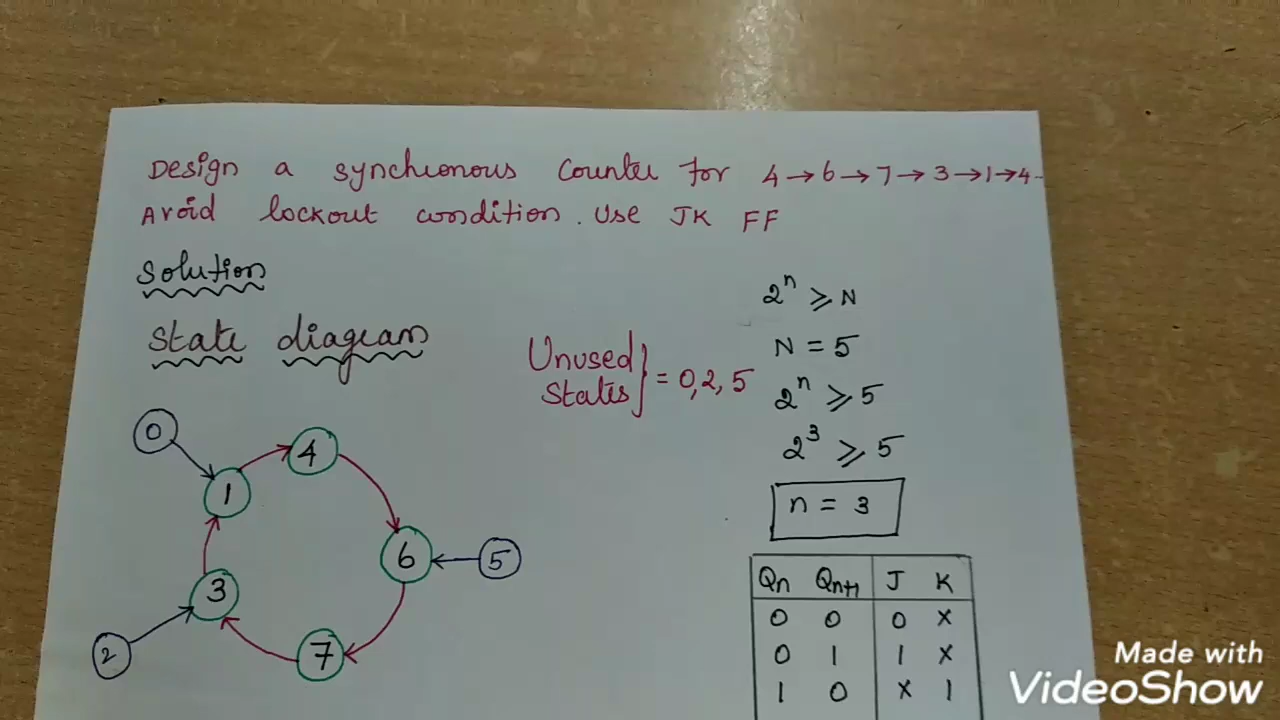 Design a synchronous counter for 4→6→7→3→1→4
Avoid lockout condition. Use JK FF
Solution
State diagram
Unused
States } = 0,2,5
2ⁿ ≥ N
N = 5
2ⁿ ≥ 5
2³ ≥ 5
n = 3
0
4
1
6
5
3
2
7
Qn Qn+1 J K
0 0 0 X
0 1 1 X
1 0 X 1
Made with
VideoShow